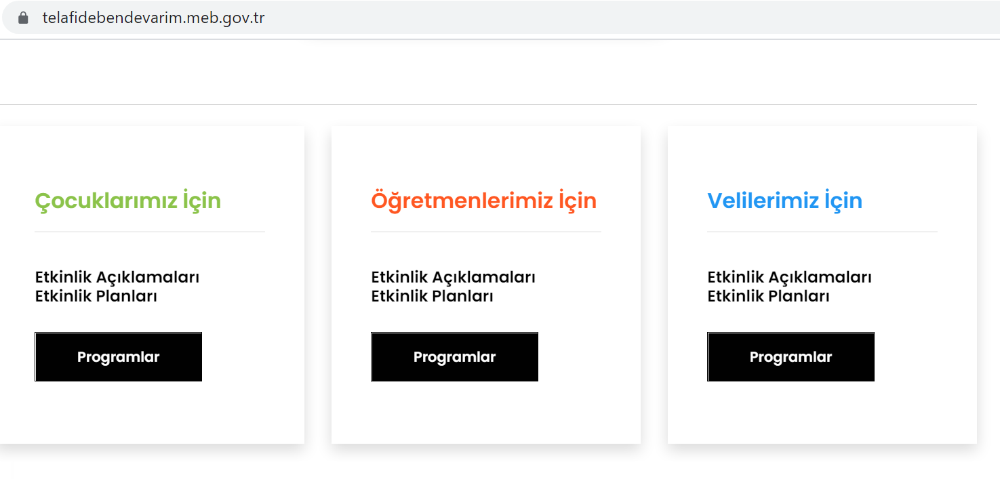 telafidebendevarim.meb.gov.tr
Çocuklarımız İçin
Etkinlik Açıklamaları
Etkinlik Planları
Programlar
Öğretmenlerimiz İçin
Etkinlik Açıklamaları
Etkinlik Planları
Programlar
Velilerimiz İçin
Etkinlik Açıklamaları
Etkinlik Planları
Programlar